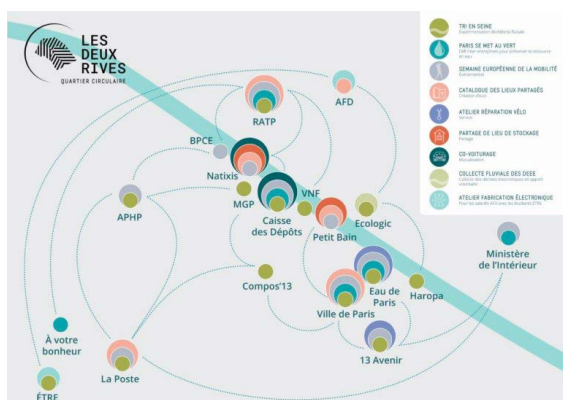 LES
DEUX
RIVES
QUARTIER CIRCULAIRE
TRI EN SEINE
PARIS SE MET AU VERT
SEMAINE EUROPÉENNE DE LA MOBILITÉ
CATALOGUE DES LIEUX PARTAGÉS
ATELIER RÉPARATION VÉLO
Service
PARTAGE DE LIEU DE STOCKAGE
Partage
CO-VOITURAGE
Mutualisation
COLLECTE FLUVIALE DES DEEE
ATELIER FABRICATION ÉLECTRONIQUE
AFD
RATP
BPCE
Natixis
MGP
VNF
APHP
Caisse
des Dépôts
Petit Bain
Ecologic
Ministère
de l'Intérieur
Compos'13
Eau de
Paris
Haropa
Ville de Paris
À votre
bonheur
13 Avenir
La Poste
ÊTRE